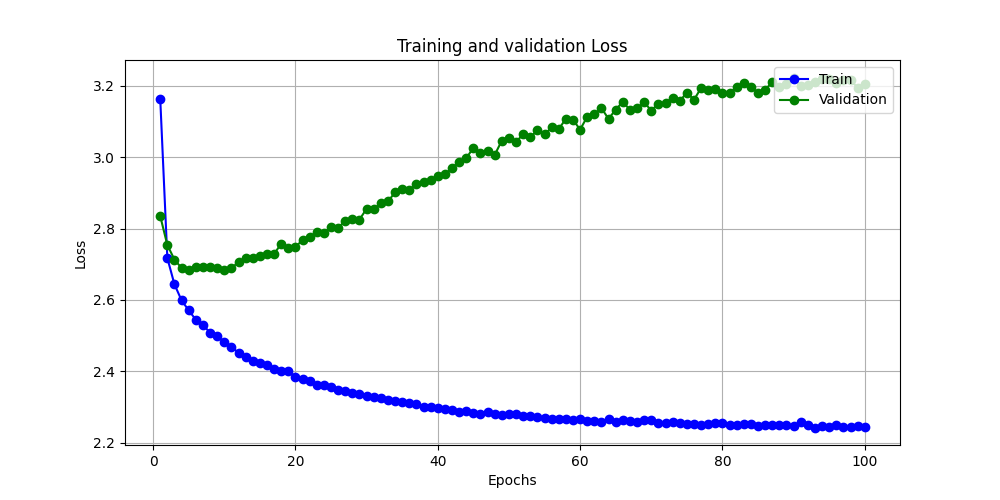 Training and validation Loss
Train
Validation
Loss
3.2
3.0
2.8
2.6
2.4
2.2
0 20 40 60 80 100
Epochs